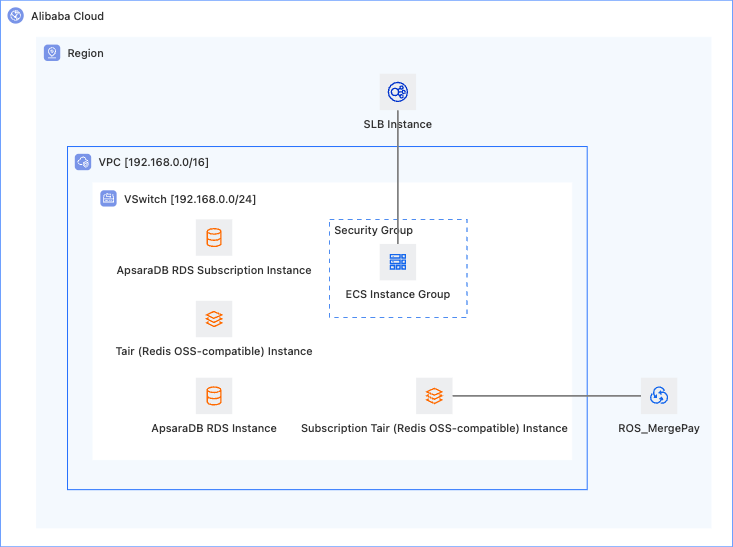 Alibaba Cloud
Region
SLB Instance
VPC [192.168.0.0/16]
VSwitch [192.168.0.0/24]
Security Group
ApsaraDB RDS Subscription Instance
ECS Instance Group
Tair (Redis OSS-compatible) Instance
ApsaraDB RDS Instance
Subscription Tair (Redis OSS-compatible) Instance
ROS_MergePay